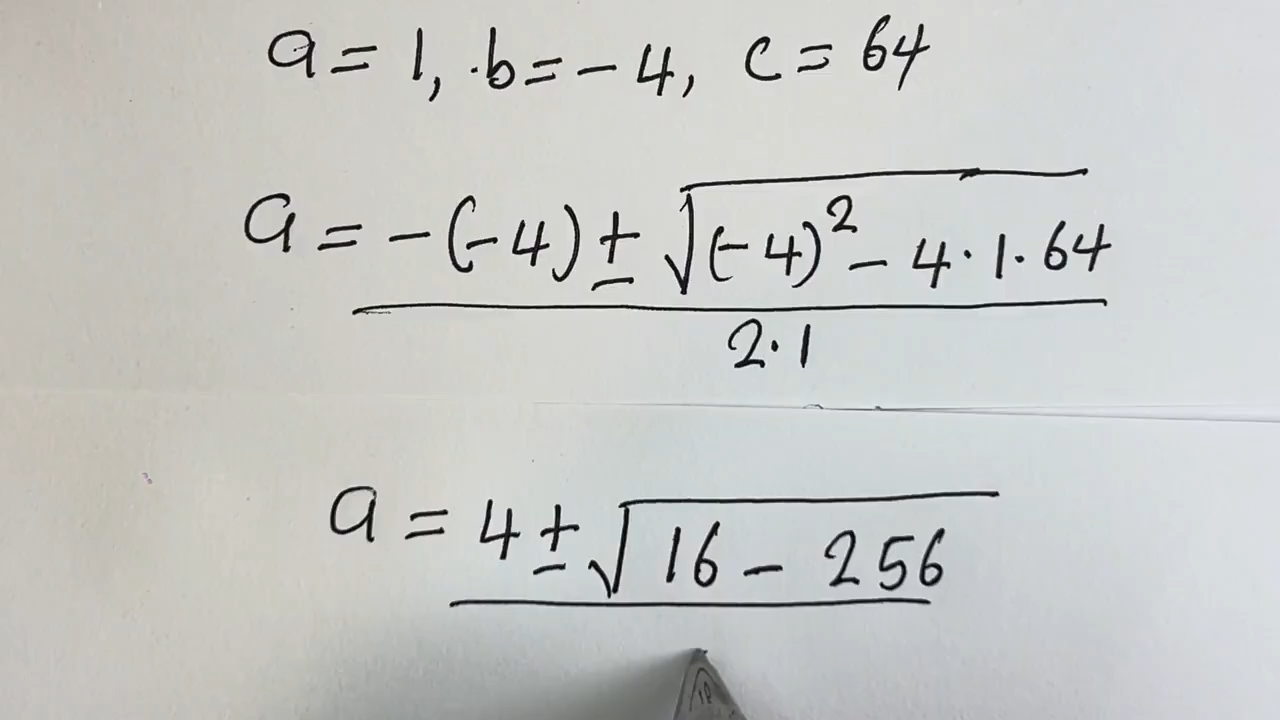 a = 1, b = - 4, c = 64
a = -(-4) ± √(-4)² - 4 · 1 · 64
2 · 1
a = 4 ± √16 - 256